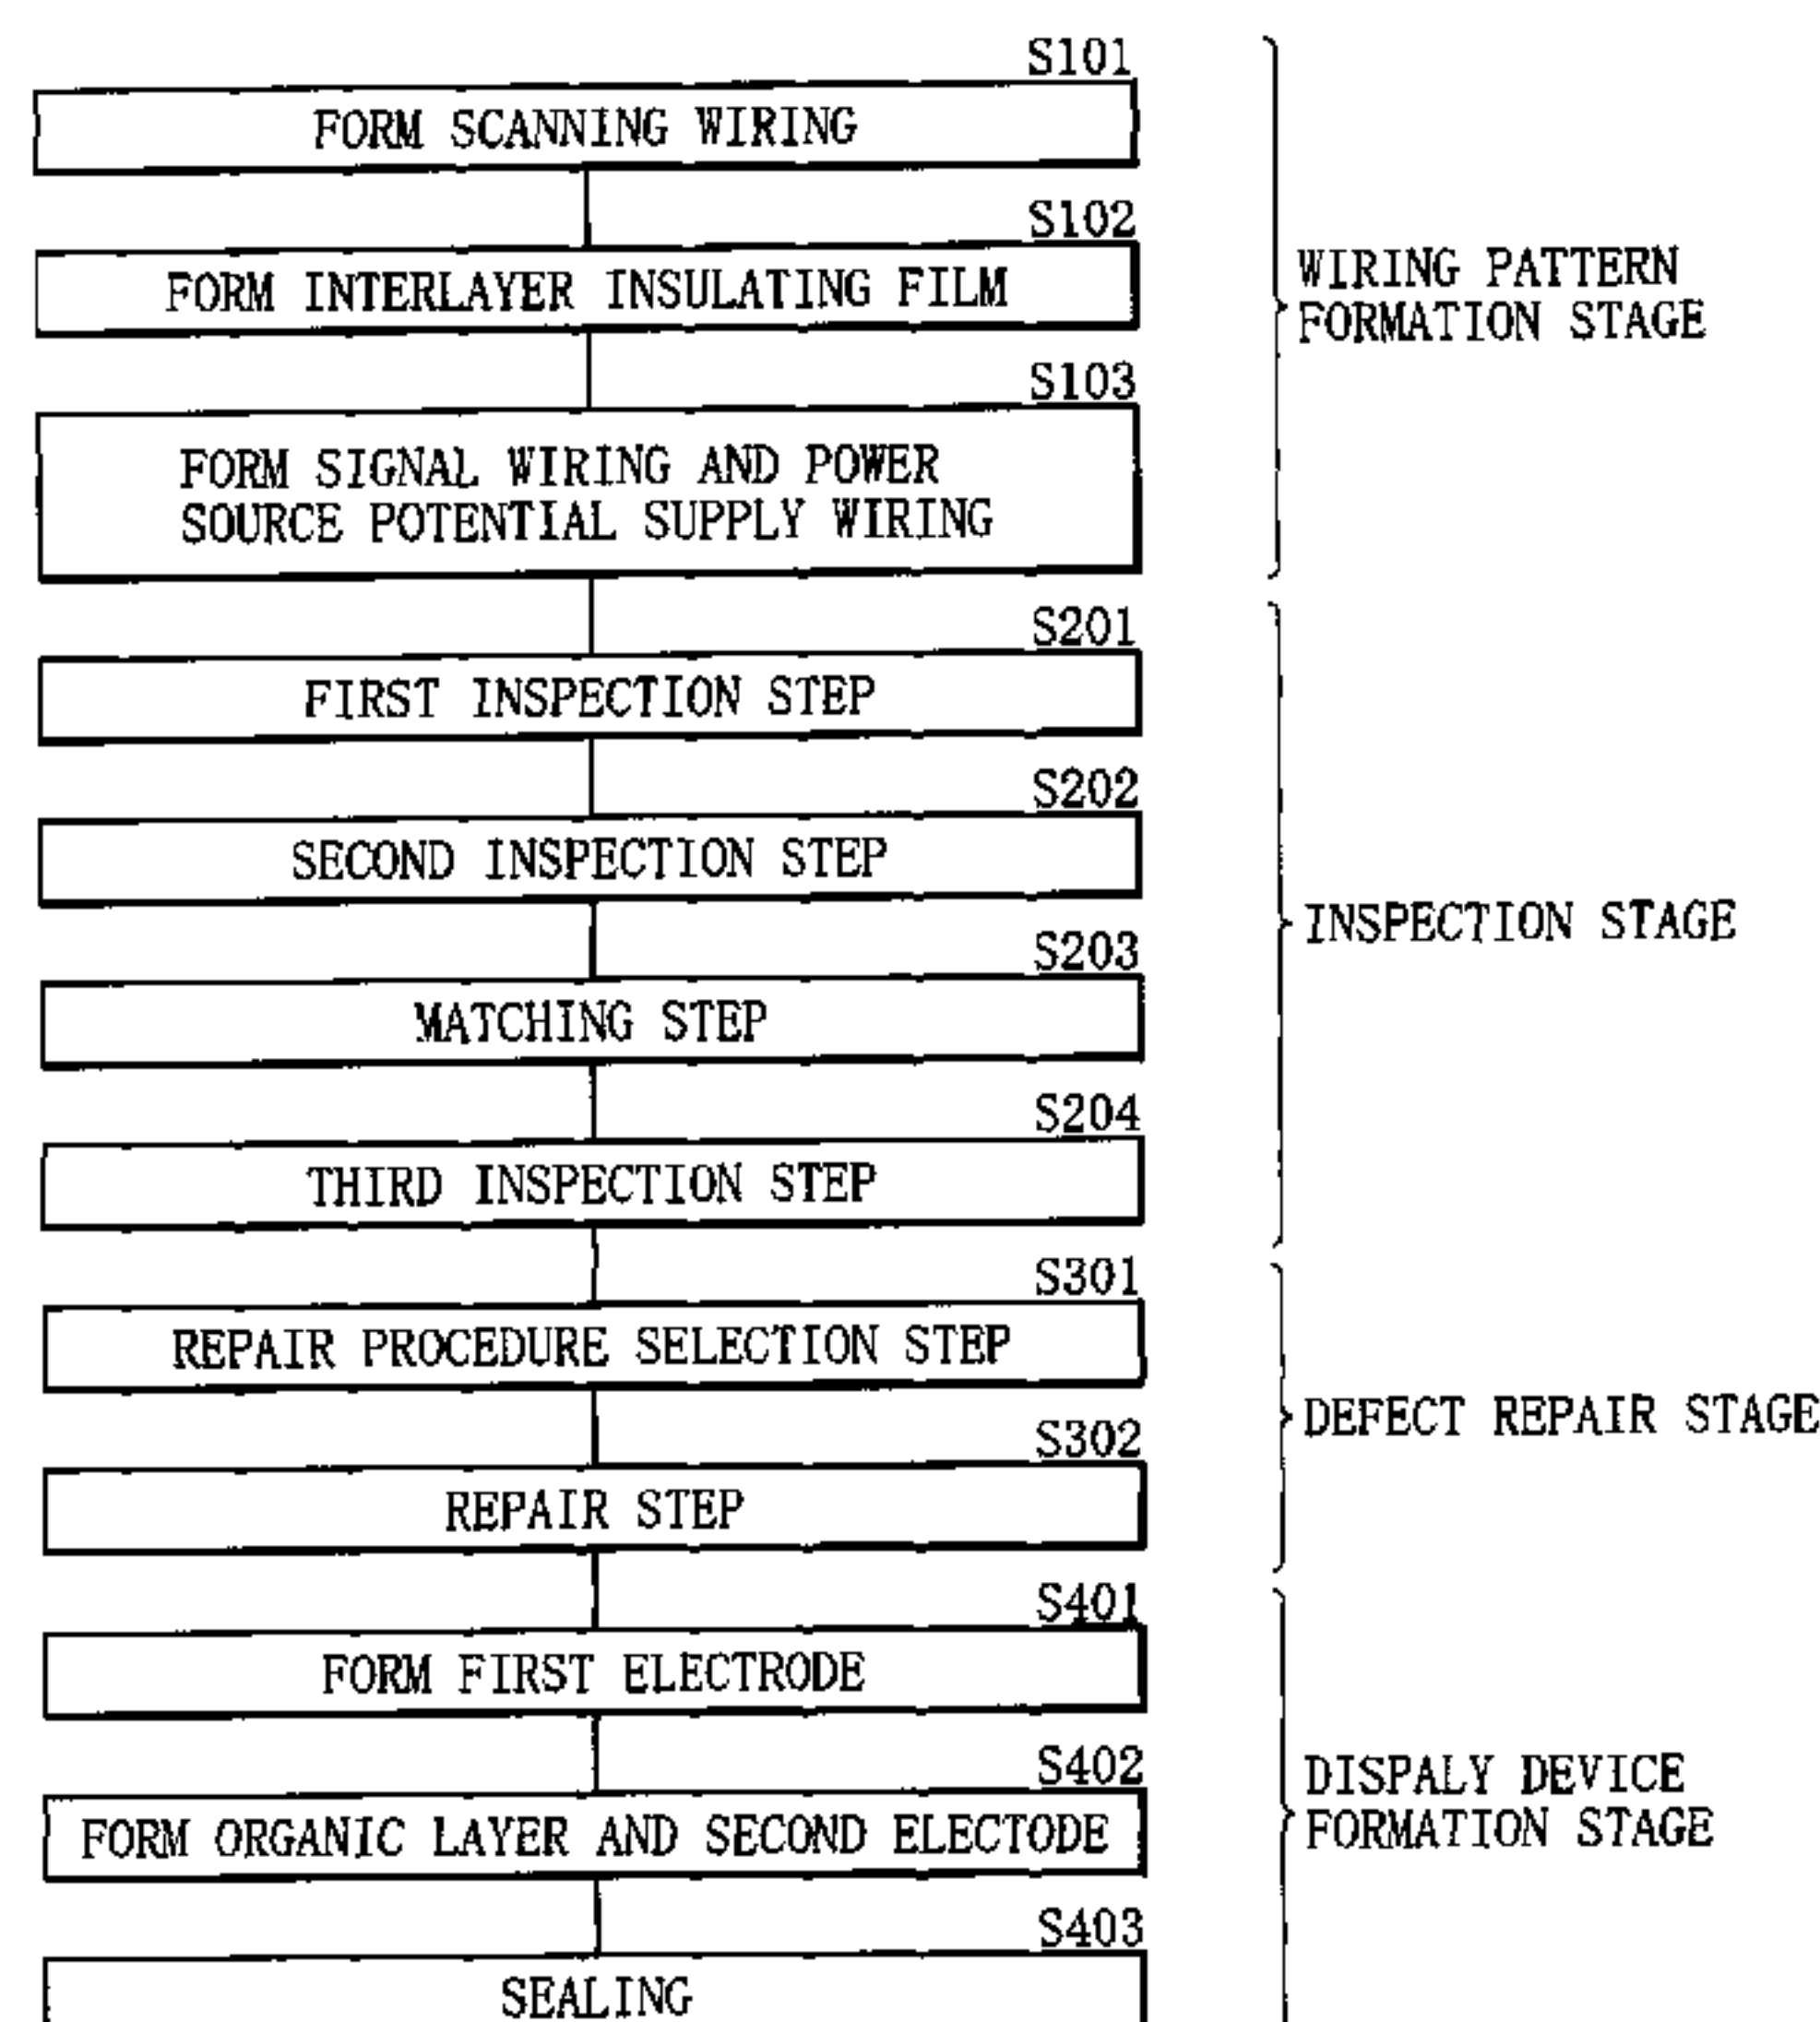 S101
FORM SCANNING WIRING
S102
FORM INTERLAYER INSULATING FILM
WIRING PATTERN
FORMATION STAGE
S103
FORM SIGNAL WIRING AND POWER
SOURCE POTENTIAL SUPPLY WIRING
S201
FIRST INSPECTION STEP
S202
SECOND INSPECTION STEP
INSPECTION STAGE
S203
MATCHING STEP
S204
THIRD INSPECTION STEP
S301
REPAIR PROCEDURE SELECTION STEP
DEFECT REPAIR STAGE
S302
REPAIR STEP
S401
FORM FIRST ELECTRODE
S402
FORM ORGANIC LAYER AND SECOND ELECTODE
DISPALY DEVICE
FORMATION STAGE
S403
SEALING